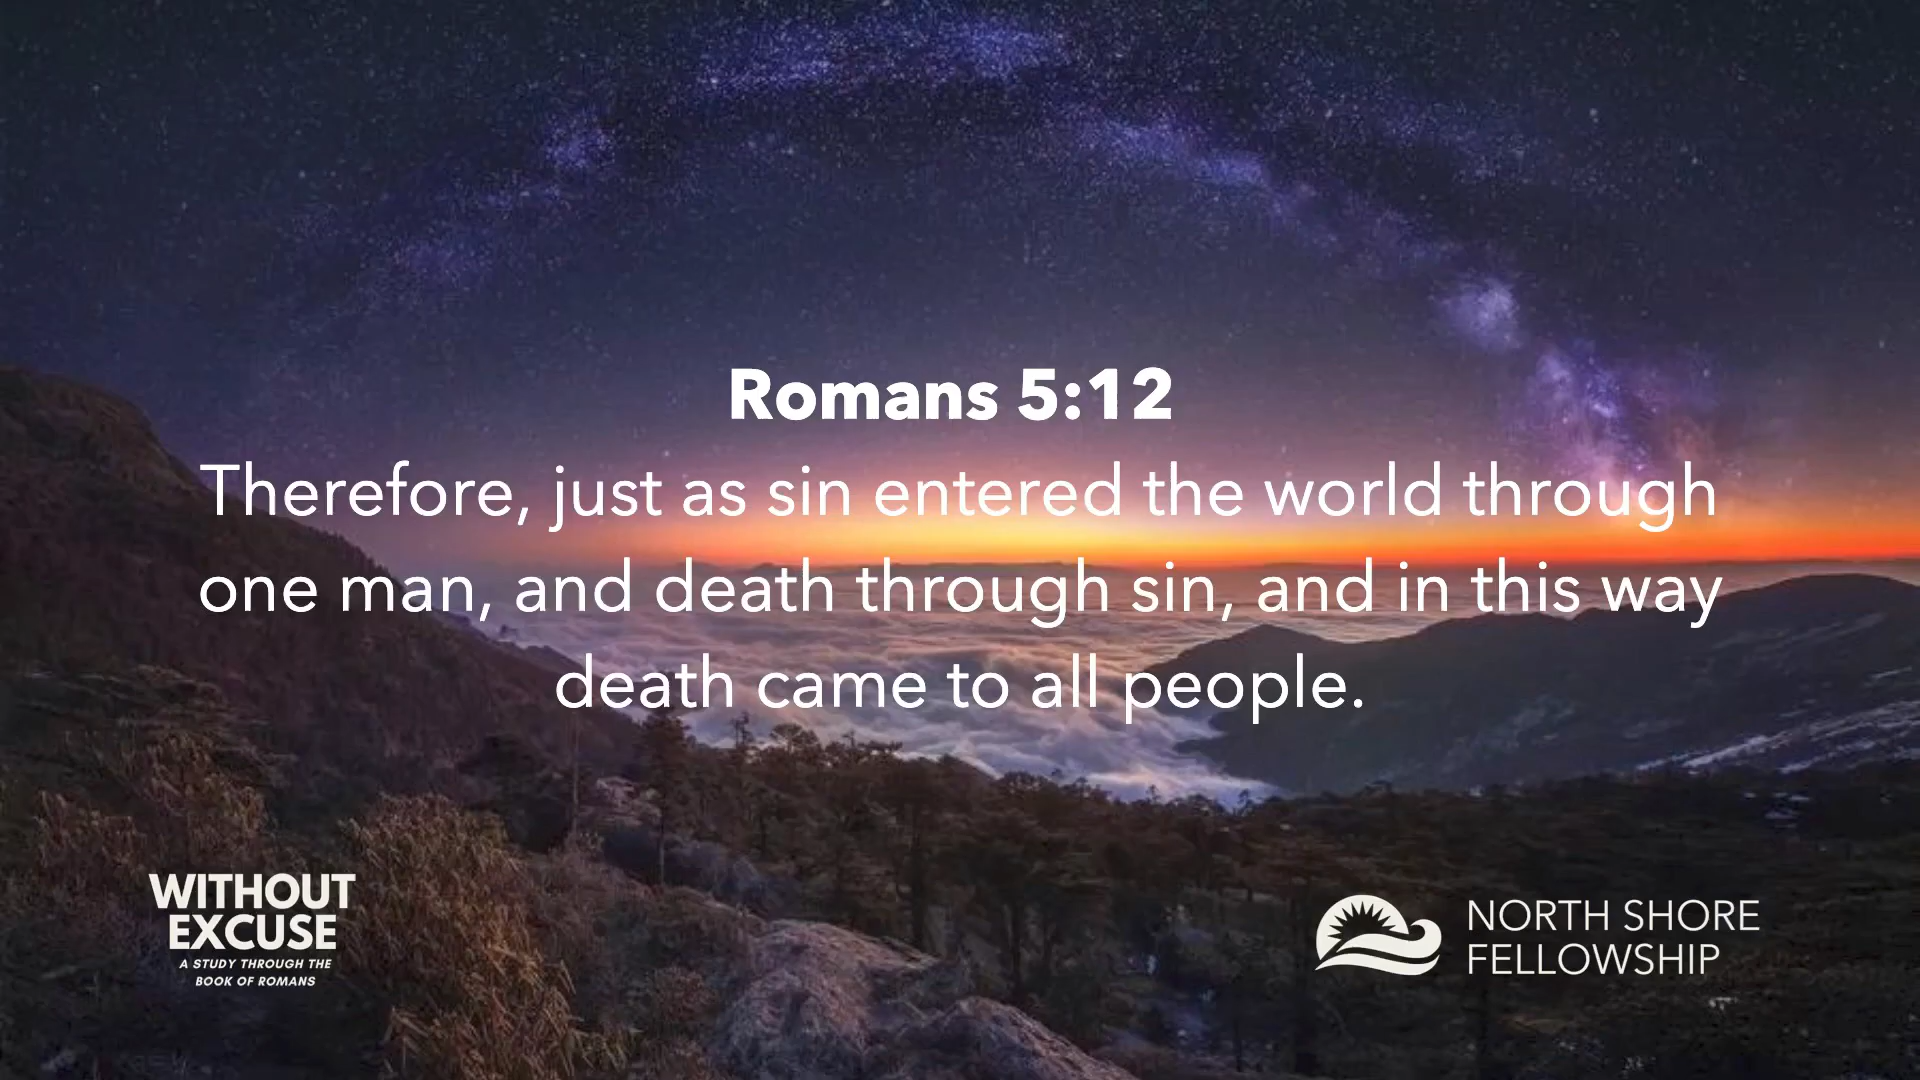 Romans 5:12
Therefore, just as sin entered the world through
one man, and death through sin, and in this way
death came to all people.
WITHOUT
EXCUSE
A STUDY THROUGH THE
BOOK OF ROMANS
NORTH SHORE
FELLOWSHIP